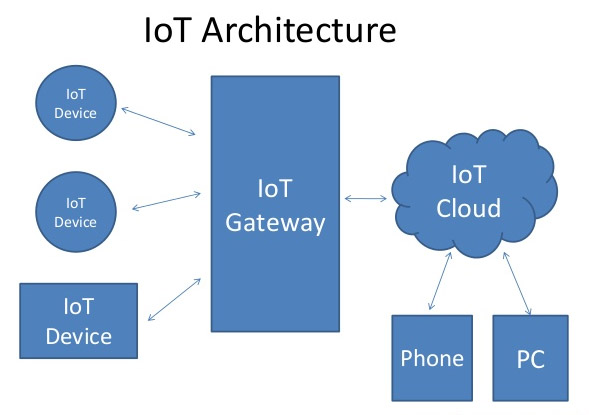 IoT Architecture
IoT
Device
IoT
Device
IoT
Device
IoT
Gateway
IoT
Cloud
Phone
PC